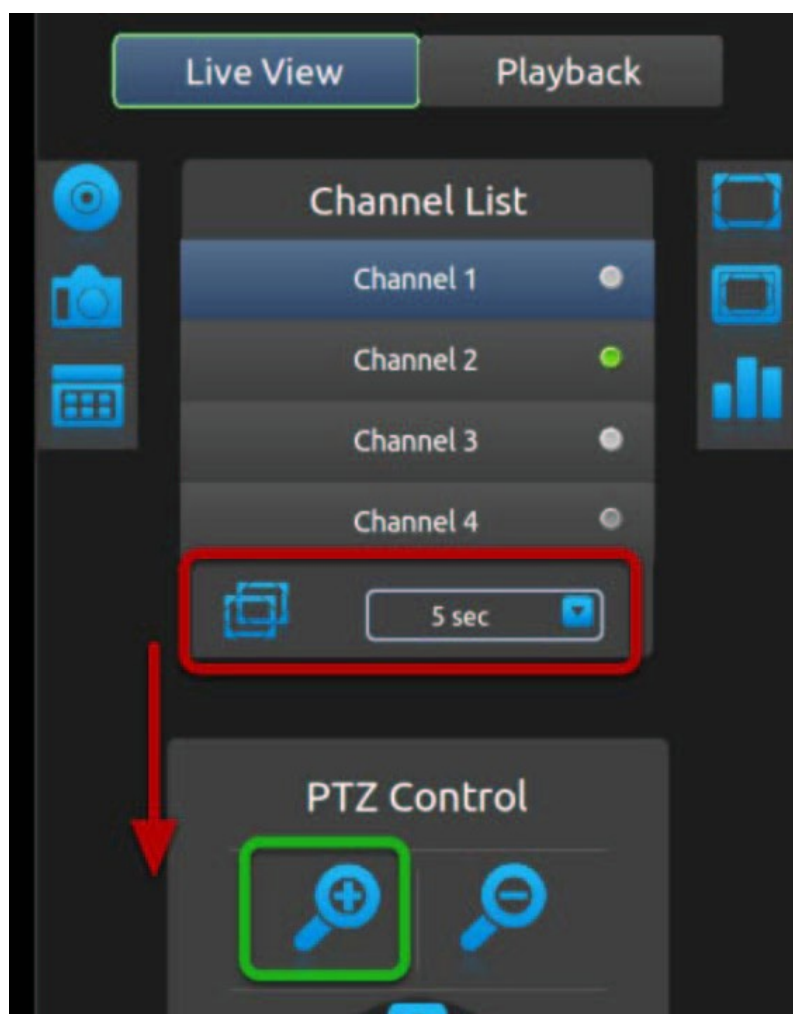 Live View
Playback
Channel List
Channel 1
Channel 2
Channel 3
Channel 4
5 sec
PTZ Control